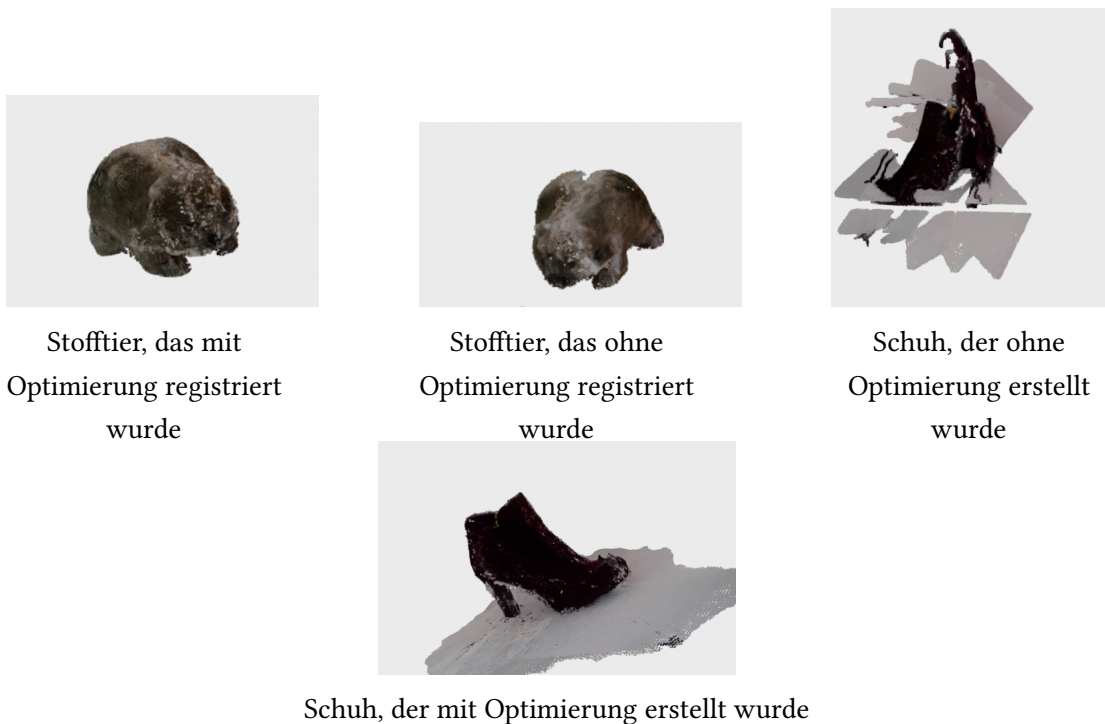 Stofftier, das mit
Optimierung registriert
wurde
Stofftier, das ohne
Optimierung registriert
wurde
Schuh, der ohne
Optimierung erstellt
wurde
Schuh, der mit Optimierung erstellt wurde